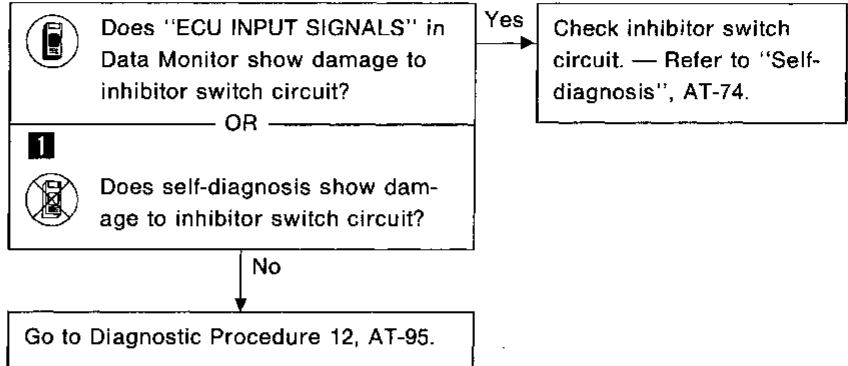 Does "ECU INPUT SIGNALS" in
Data Monitor show damage to
inhibitor switch circuit?
Yes
Check inhibitor switch
circuit. — Refer to "Self-
diagnosis", AT-74.
OR
1
Does self-diagnosis show dam-
age to inhibitor switch circuit?
No
Go to Diagnostic Procedure 12, AT-95.